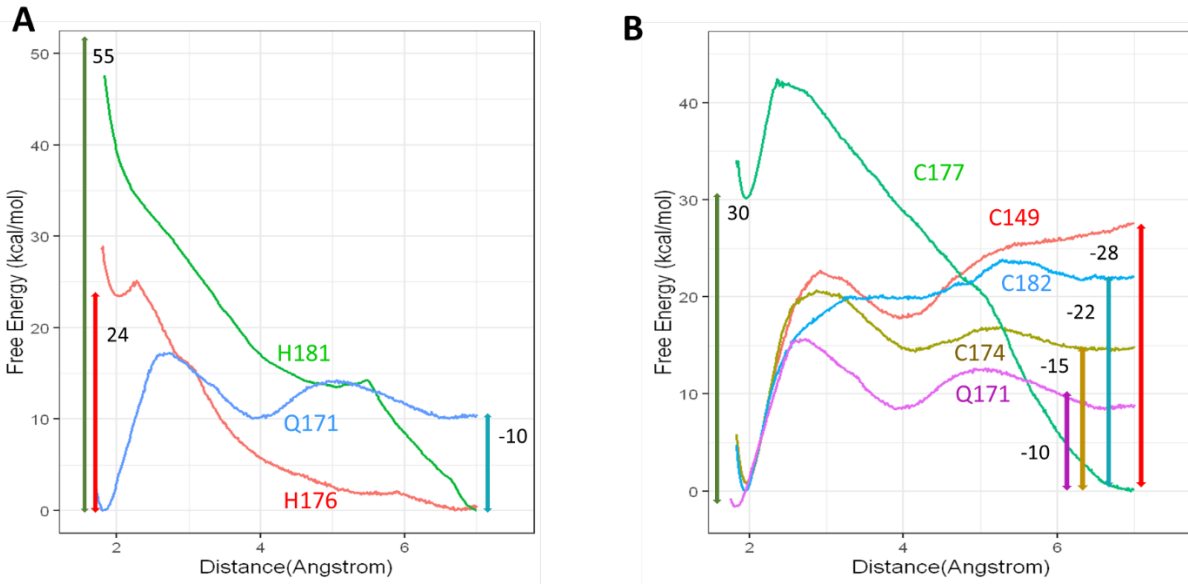 A
50
40
30
20
10
0
55
24
H181
Q171
H176
-10
2
4
6
Distance(Angstrom)
Free Energy (kcal/mol)
B
40
30
20
10
0
30
C177
C149
-28
C182
-22
C174
-15
Q171
-10
2
4
6
Distance(Angstrom)
Free Energy (kcal/mol)